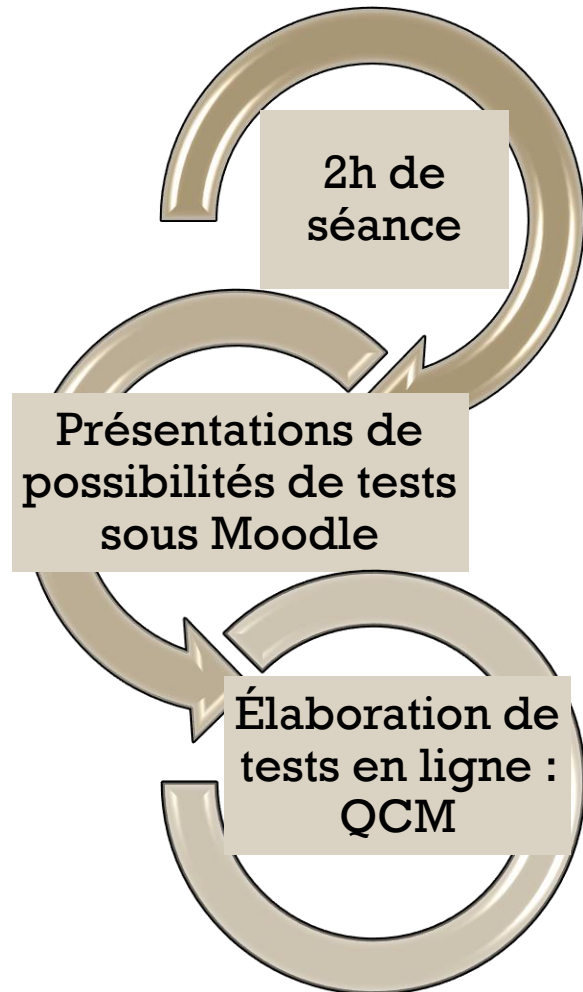 2h de
séance
Présentations de
possibilités de tests
sous Moodle
Élaboration de
tests en ligne :
QCM